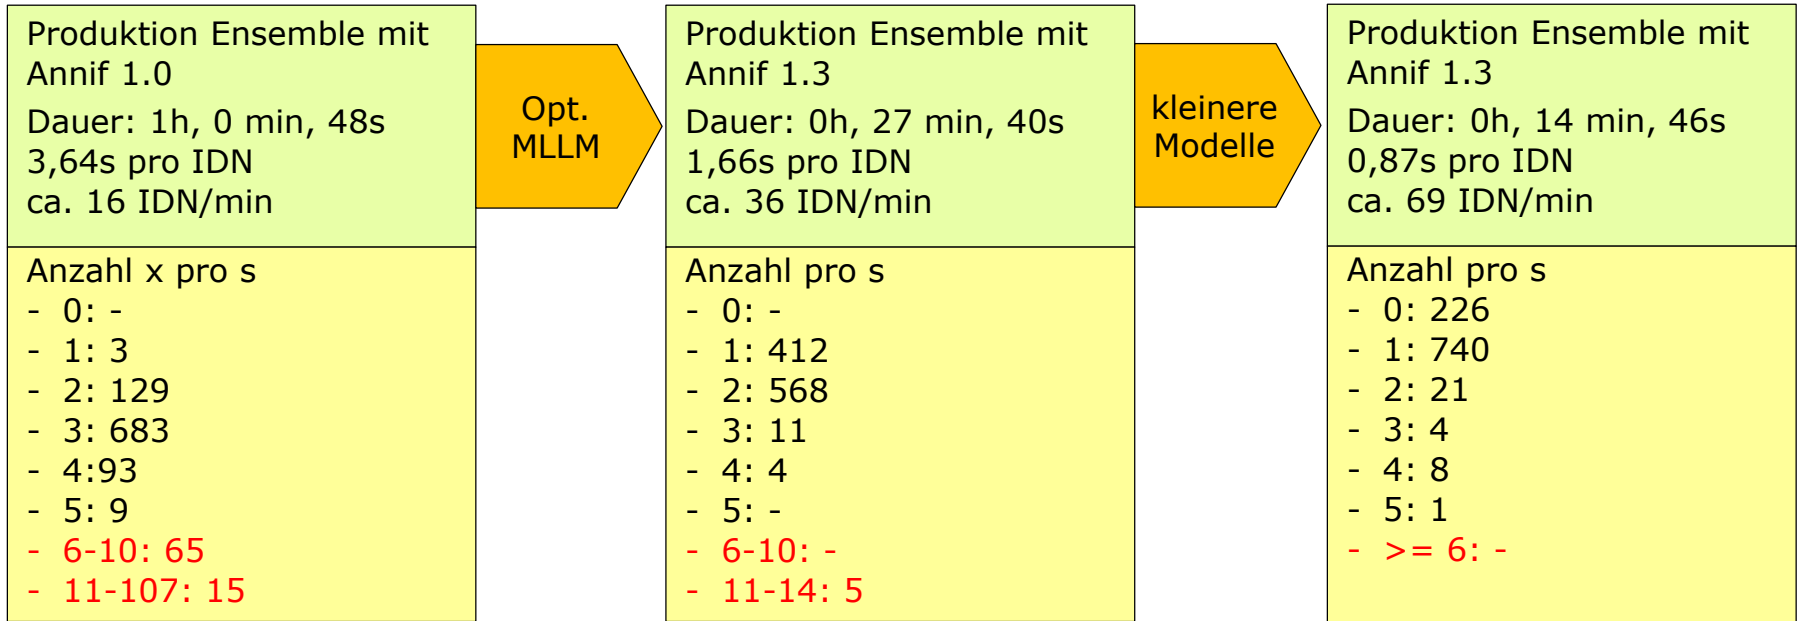 Produktion Ensemble mit
Annif 1.0
Dauer: 1h, 0 min, 48s
3,64s pro IDN
ca. 16 IDN/min
Anzahl x pro s
- 0: -
- 1: 3
- 2: 129
- 3: 683
- 4:93
- 5: 9
- 6-10: 65
- 11-107: 15
Opt.
MLLM
Produktion Ensemble mit
Annif 1.3
Dauer: 0h, 27 min, 40s
1,66s pro IDN
ca. 36 IDN/min
Anzahl pro s
- 0: -
- 1: 412
- 2: 568
- 3: 11
- 4: 4
- 5: -
- 6-10: -
- 11-14: 5
kleinere
Modelle
Produktion Ensemble mit
Annif 1.3
Dauer: 0h, 14 min, 46s
0,87s pro IDN
ca. 69 IDN/min
Anzahl pro s
- 0: 226
- 1: 740
- 2: 21
- 3: 4
- 4: 8
- 5: 1
- >= 6: -